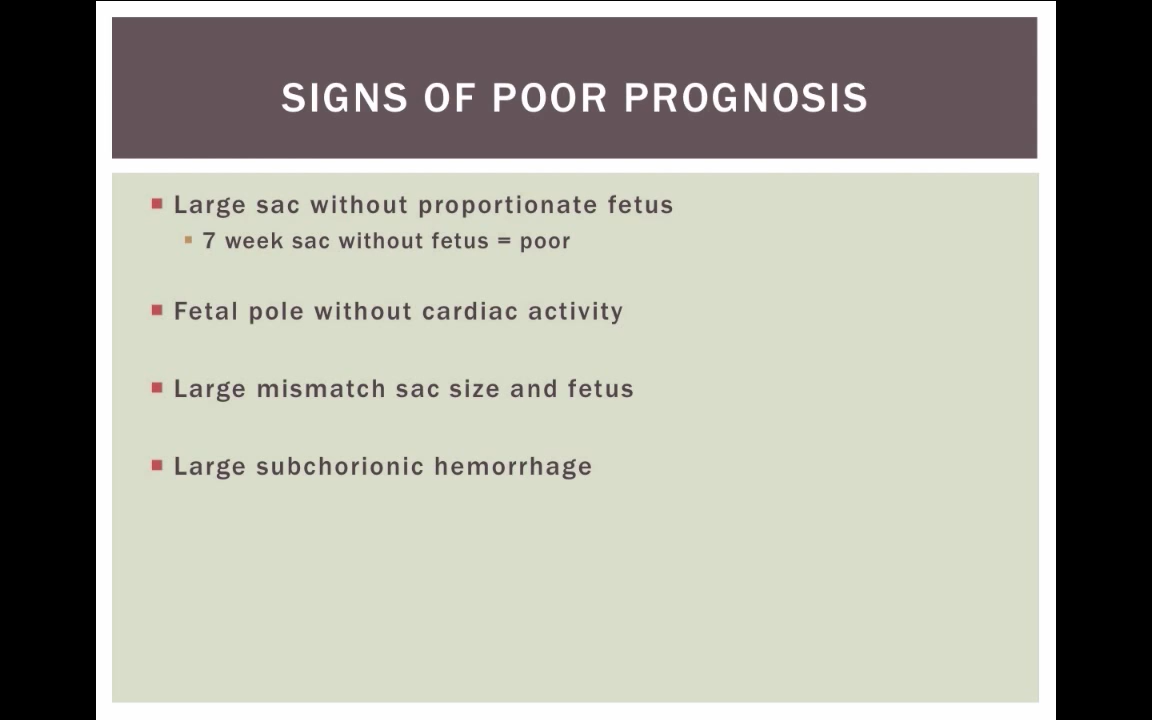 SIGNS OF POOR PROGNOSIS
Large sac without proportionate fetus
7 week sac without fetus = poor
Fetal pole without cardiac activity
Large mismatch sac size and fetus
Large subchorionic hemorrhage